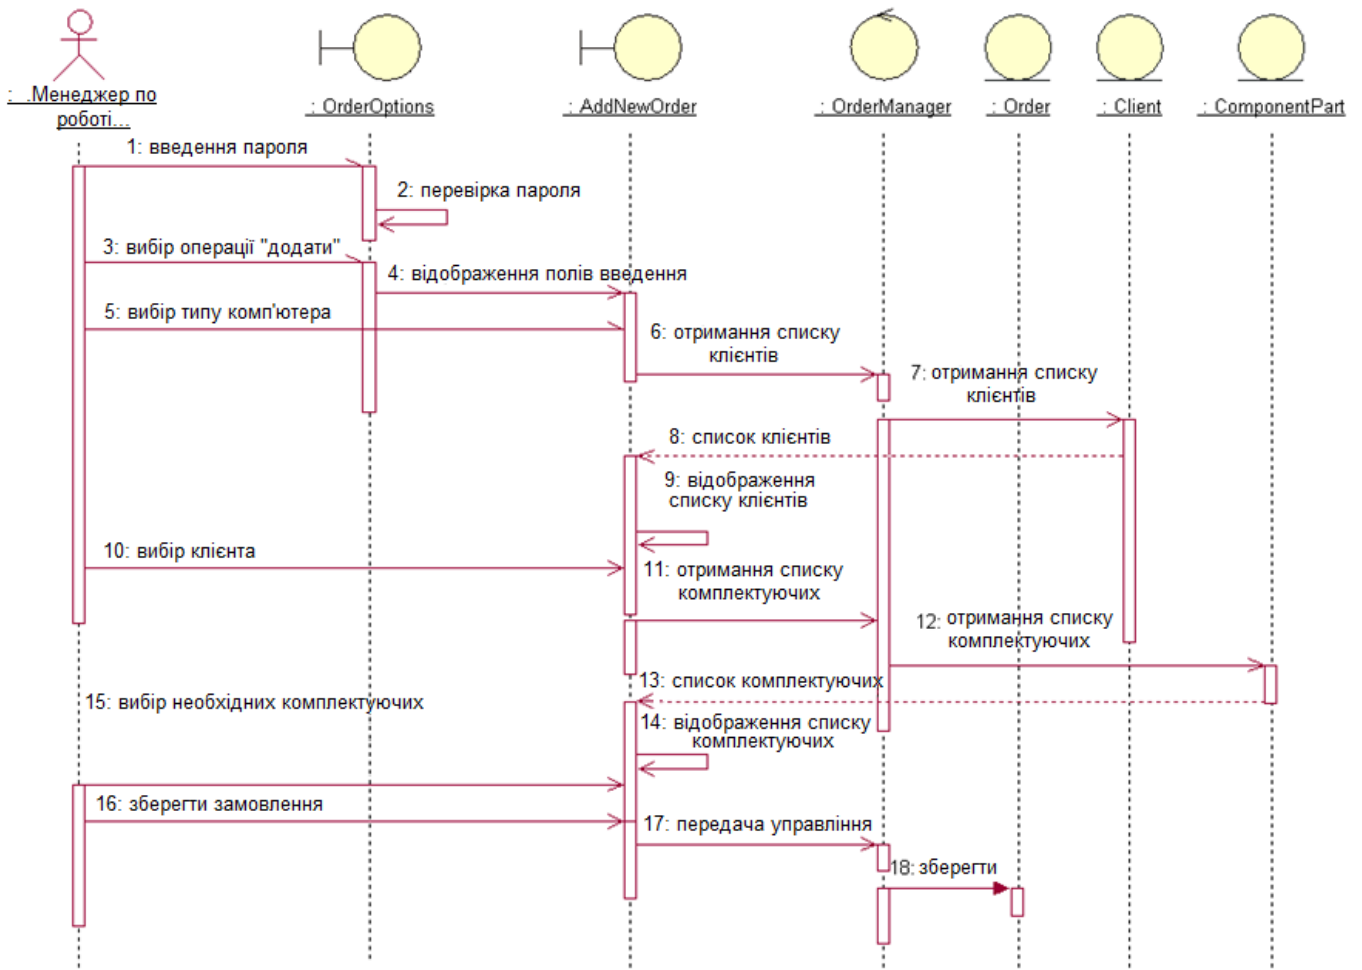 : .Менеджер по
роботі...
: OrderOptions
: AddNewOrder
: OrderManager
: Order
: Client
: ComponentPart
1: введення пароля
2: перевірка пароля
3: вибір операції "додати"
4: відображення полів введення
5: вибір типу комп'ютера
6: отримання списку
клієнтів
7: отримання списку
клієнтів
8: список клієнтів
9: відображення
списку клієнтів
10: вибір клієнта
11: отримання списку
комплектуючих
12: отримання списку
комплектуючих
13: список комплектуючих
15: вибір необхідних комплектуючих
14: відображення списку
комплектуючих
16: зберегти замовлення
17: передача управління
18: зберегти